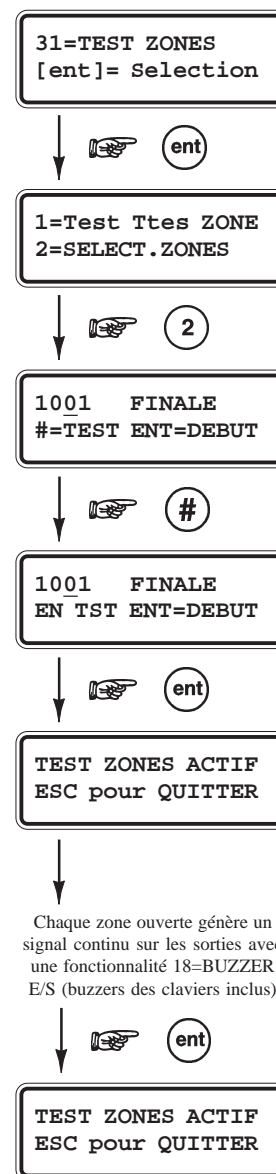 31=TEST ZONES
[ent]= Selection
ent
1=Test Ttes ZONE
2=SELECT.ZONES
2
1001 FINALE
#=TEST ENT=DEBUT
#
1001 FINALE
EN TST ENT=DEBUT
ent
TEST ZONES ACTIF
ESC pour QUITTER
Chaque zone ouverte génère un
signal continu sur les sorties avec
une fonctionnalité 18=BUZZER
E/S (buzzers des claviers inclus)
ent
TEST ZONES ACTIF
ESC pour QUITTER